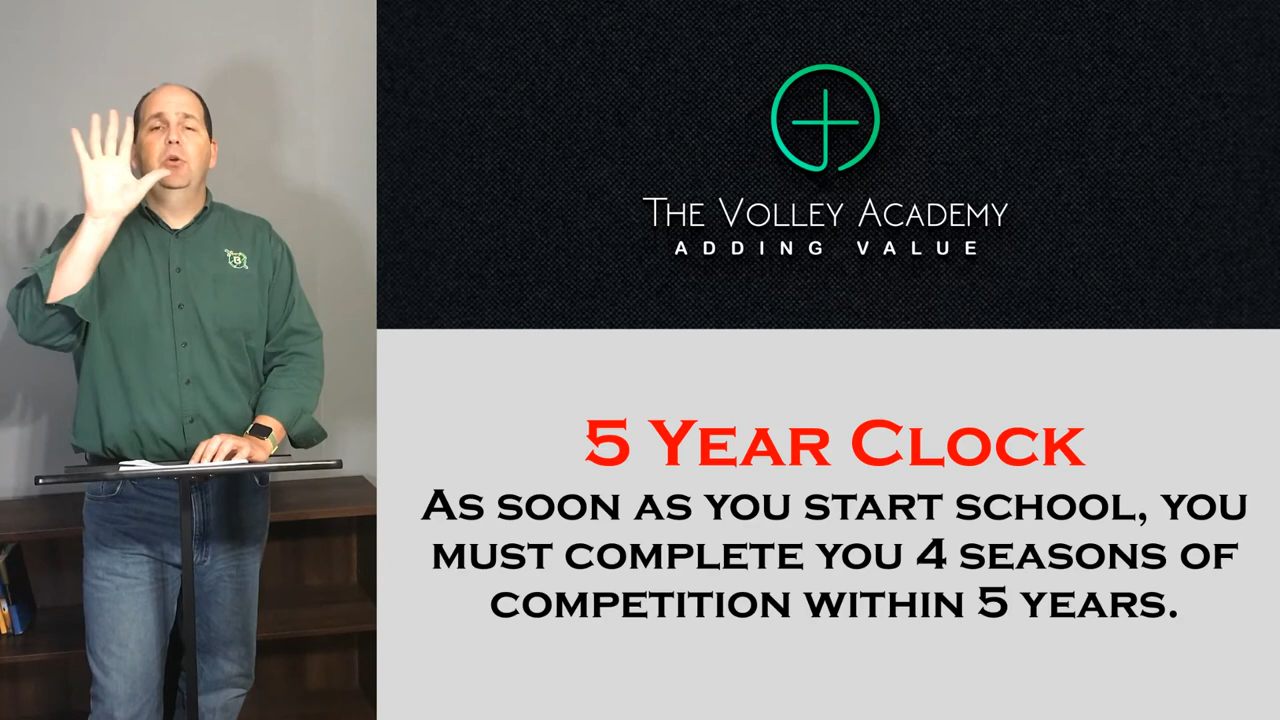 The Volley Academy
ADDING VALUE
5 Year Clock
As soon as you start school, you
must complete you 4 seasons of
competition within 5 years.